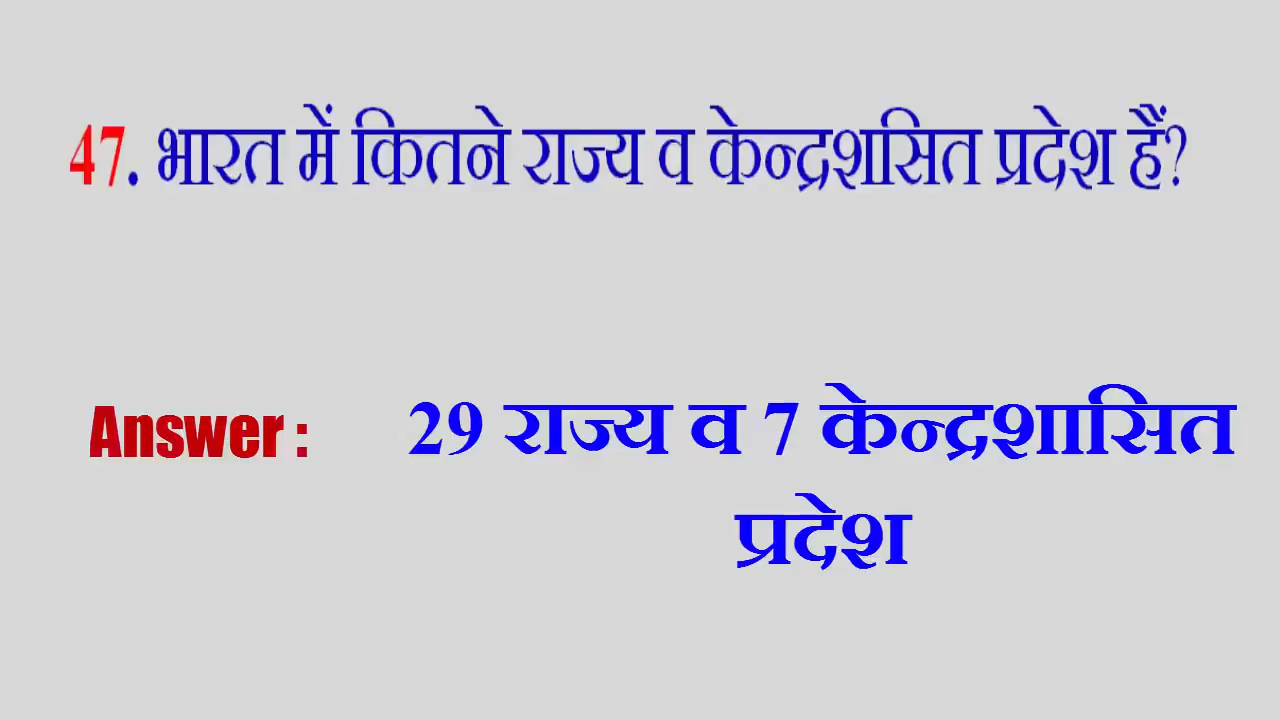 47. भारत में कितने राज्य व केन्द्रशसित प्रदेश हैं?
Answer : 29 राज्य व 7 केन्द्रशासित
प्रदेश